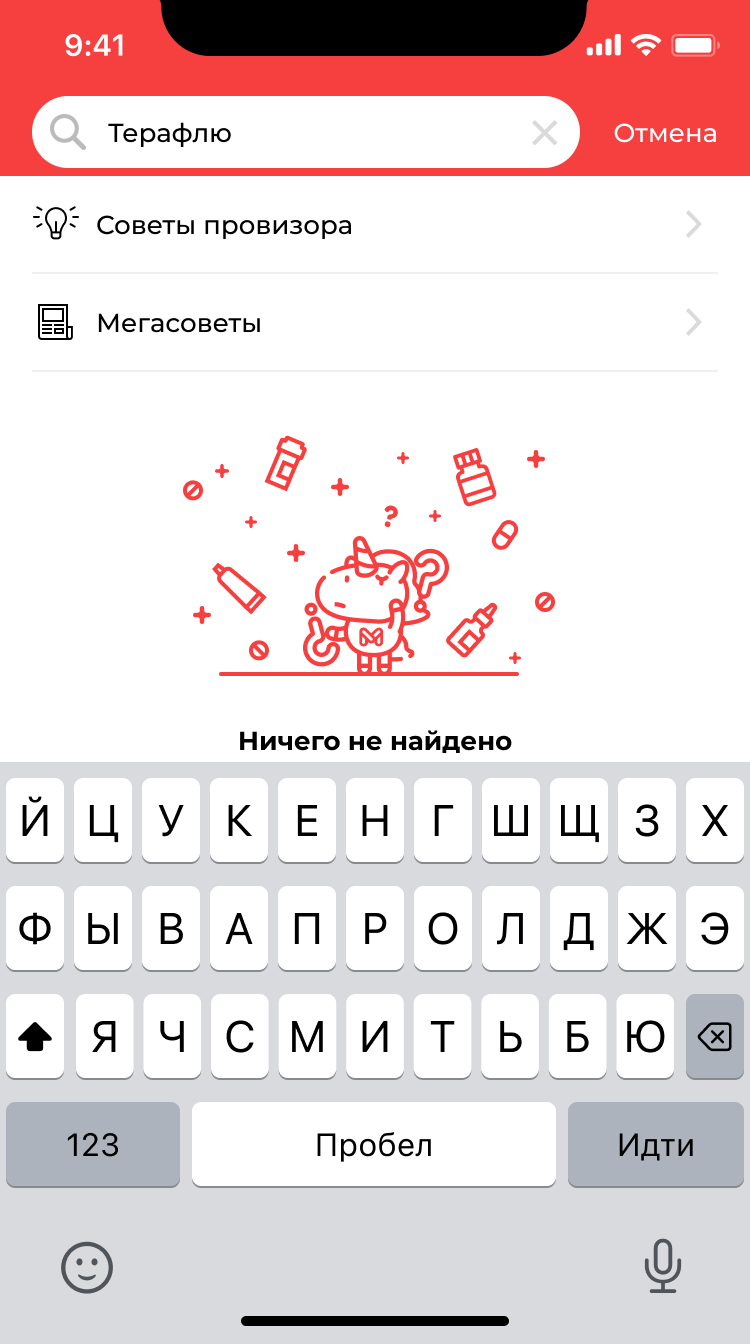 9:41
Терафлю
Отмена
Советы провизора
Мегасоветы
?
Ничего не найдено
Й Ц У К Е Н Г Ш Щ З Х
Ф Ы В А П Р О Л Д Ж Э
Я Ч С М И Т Ь Б Ю
123 Пробел Идти